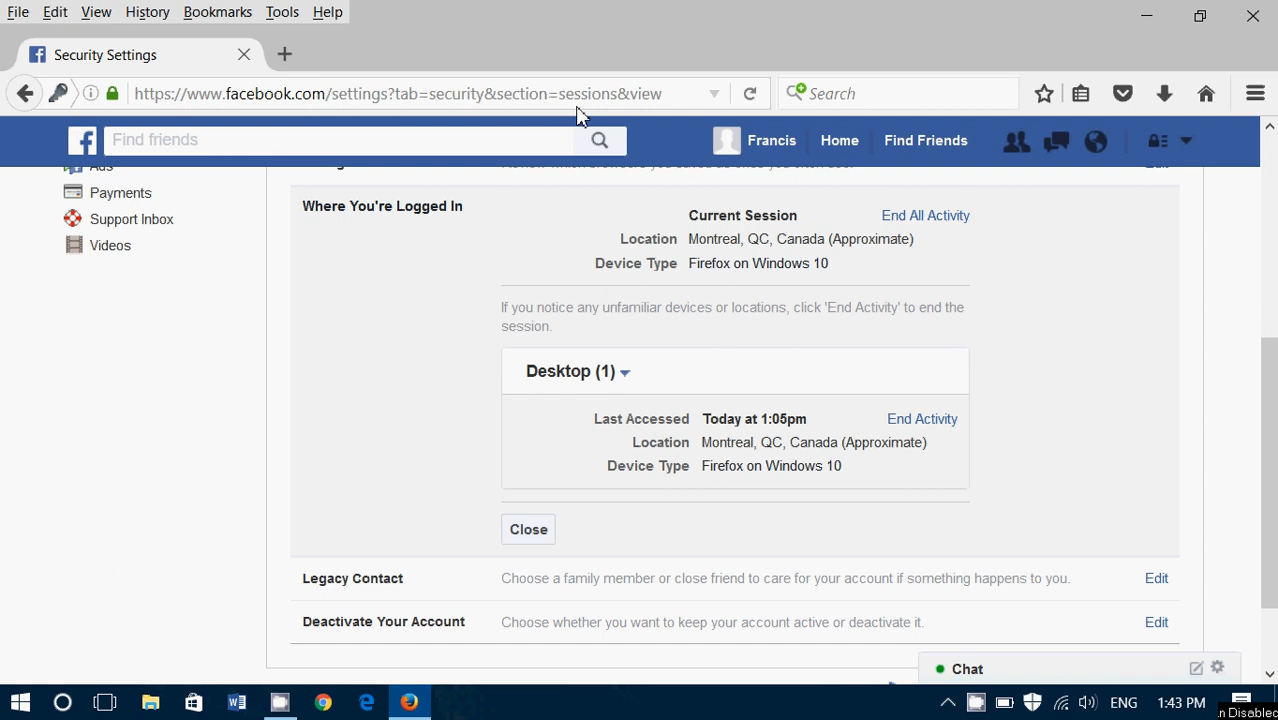 File Edit View History Bookmarks Tools Help
Security Settings
https://www.facebook.com/settings?tab=security&section=sessions&view
Search
Find friends
Francis Home Find Friends
Ads
Payments
Support Inbox
Videos
Where You're Logged In
Current Session End All Activity
Location Montreal, QC, Canada (Approximate)
Device Type Firefox on Windows 10
If you notice any unfamiliar devices or locations, click 'End Activity' to end the
session.
Desktop (1)
Last Accessed Today at 1:05pm End Activity
Location Montreal, QC, Canada (Approximate)
Device Type Firefox on Windows 10
Close
Legacy Contact Choose a family member or close friend to care for your account if something happens to you. Edit
Deactivate Your Account Choose whether you want to keep your account active or deactivate it. Edit
Chat
ENG 1:43 PM
n Disabled